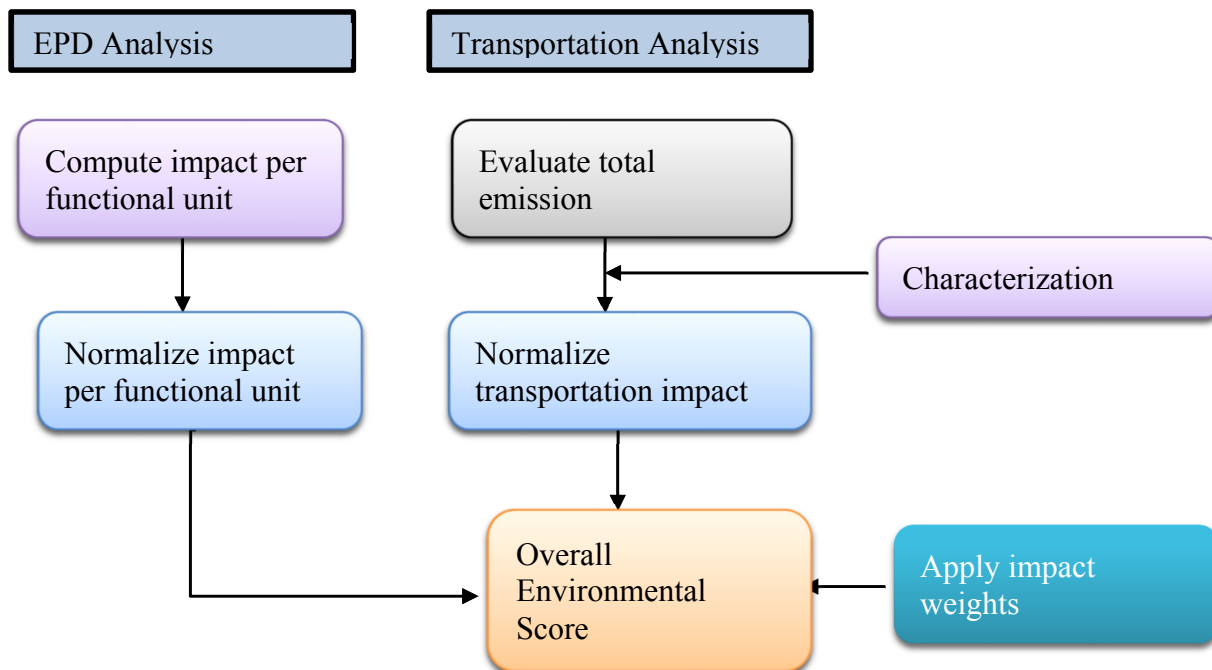 EPD Analysis
Transportation Analysis
Compute impact per
functional unit
Evaluate total
emission
Characterization
Normalize impact
per functional unit
Normalize
transportation impact
Overall
Environmental
Score
Apply impact
weights